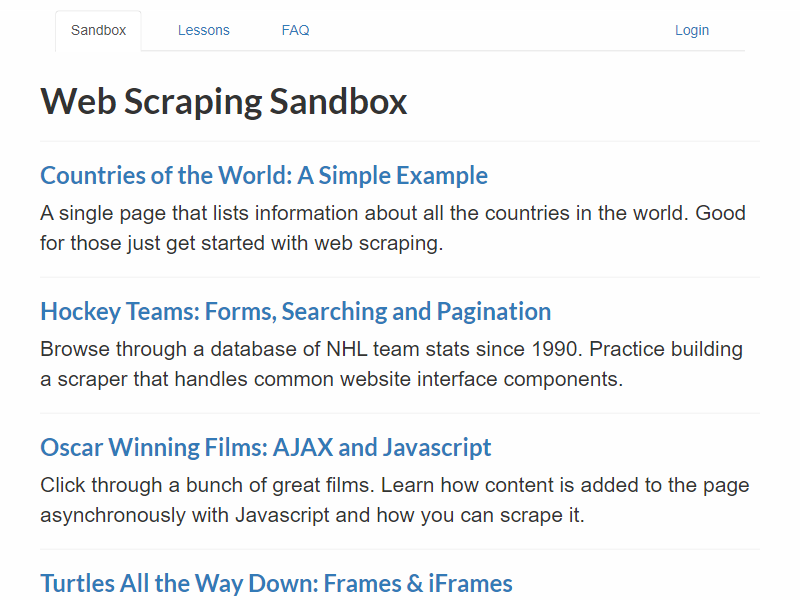 Sandbox Lessons FAQ Login
Web Scraping Sandbox
Countries of the World: A Simple Example
A single page that lists information about all the countries in the world. Good
for those just get started with web scraping.
Hockey Teams: Forms, Searching and Pagination
Browse through a database of NHL team stats since 1990. Practice building
a scraper that handles common website interface components.
Oscar Winning Films: AJAX and Javascript
Click through a bunch of great films. Learn how content is added to the page
asynchronously with Javascript and how you can scrape it.
Turtles All the Way Down: Frames & iFrames